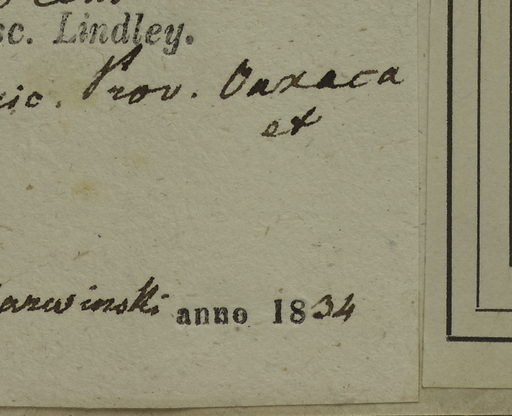 sc. Lindley.
ic. Prov. Oaxaca
et
arwinski anno 1834